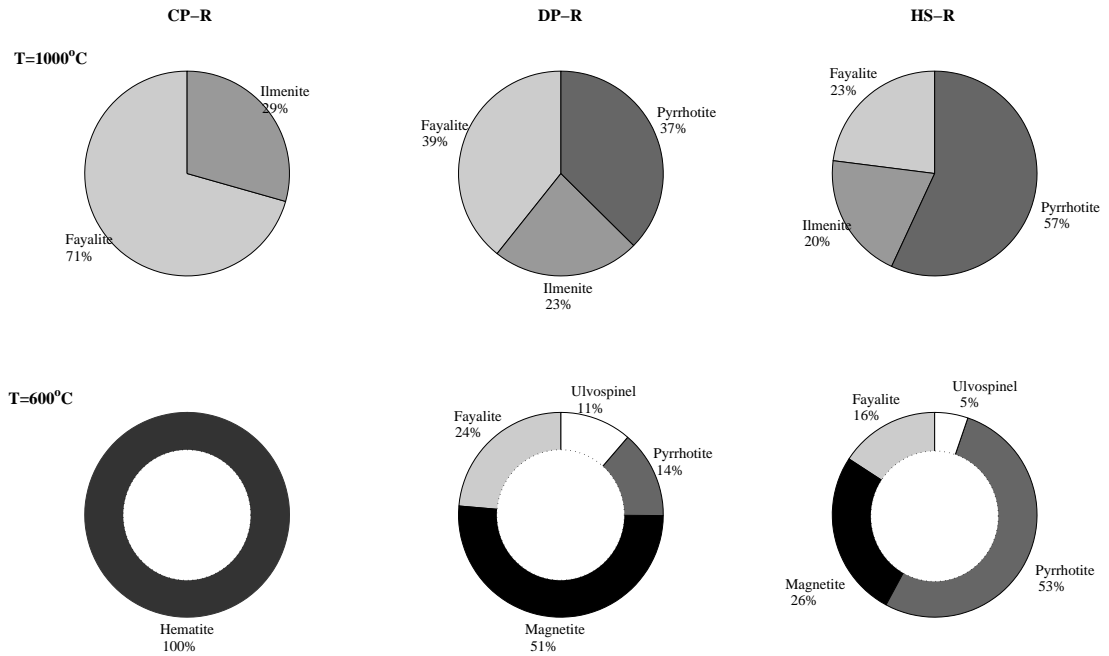 CP–R
DP–R
HS–R
T=1000°C
Ilmenite
29%
Fayalite
71%
Fayalite
39%
Pyrrhotite
37%
Ilmenite
23%
Fayalite
23%
Ilmenite
20%
Pyrrhotite
57%
T=600°C
Hematite
100%
Ulvospinel
11%
Fayalite
24%
Pyrrhotite
14%
Magnetite
51%
Ulvospinel
5%
Fayalite
16%
Magnetite
26%
Pyrrhotite
53%